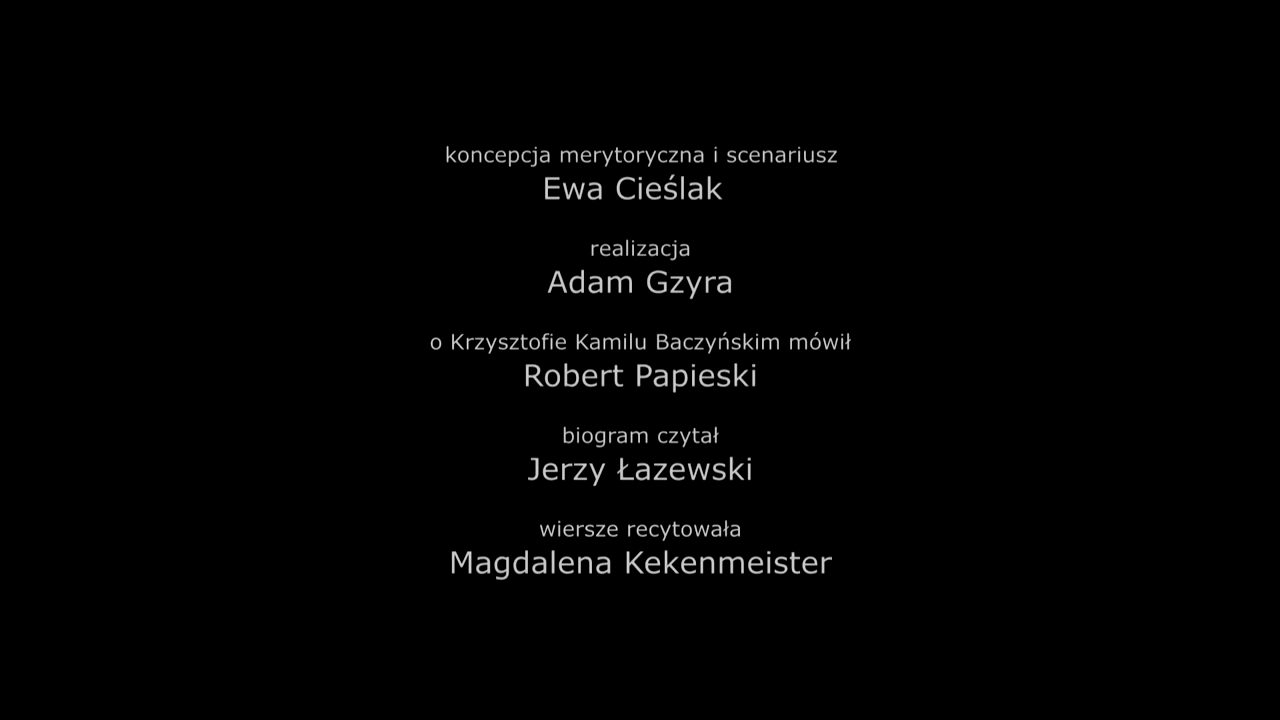 koncepcja merytoryczna i scenariusz
Ewa Cieślak
realizacja
Adam Gzyra
o Krzysztofie Kamilu Baczyńskim mówił
Robert Papieski
biogram czytał
Jerzy Łazewski
wiersze recytowała
Magdalena Kekenmeister